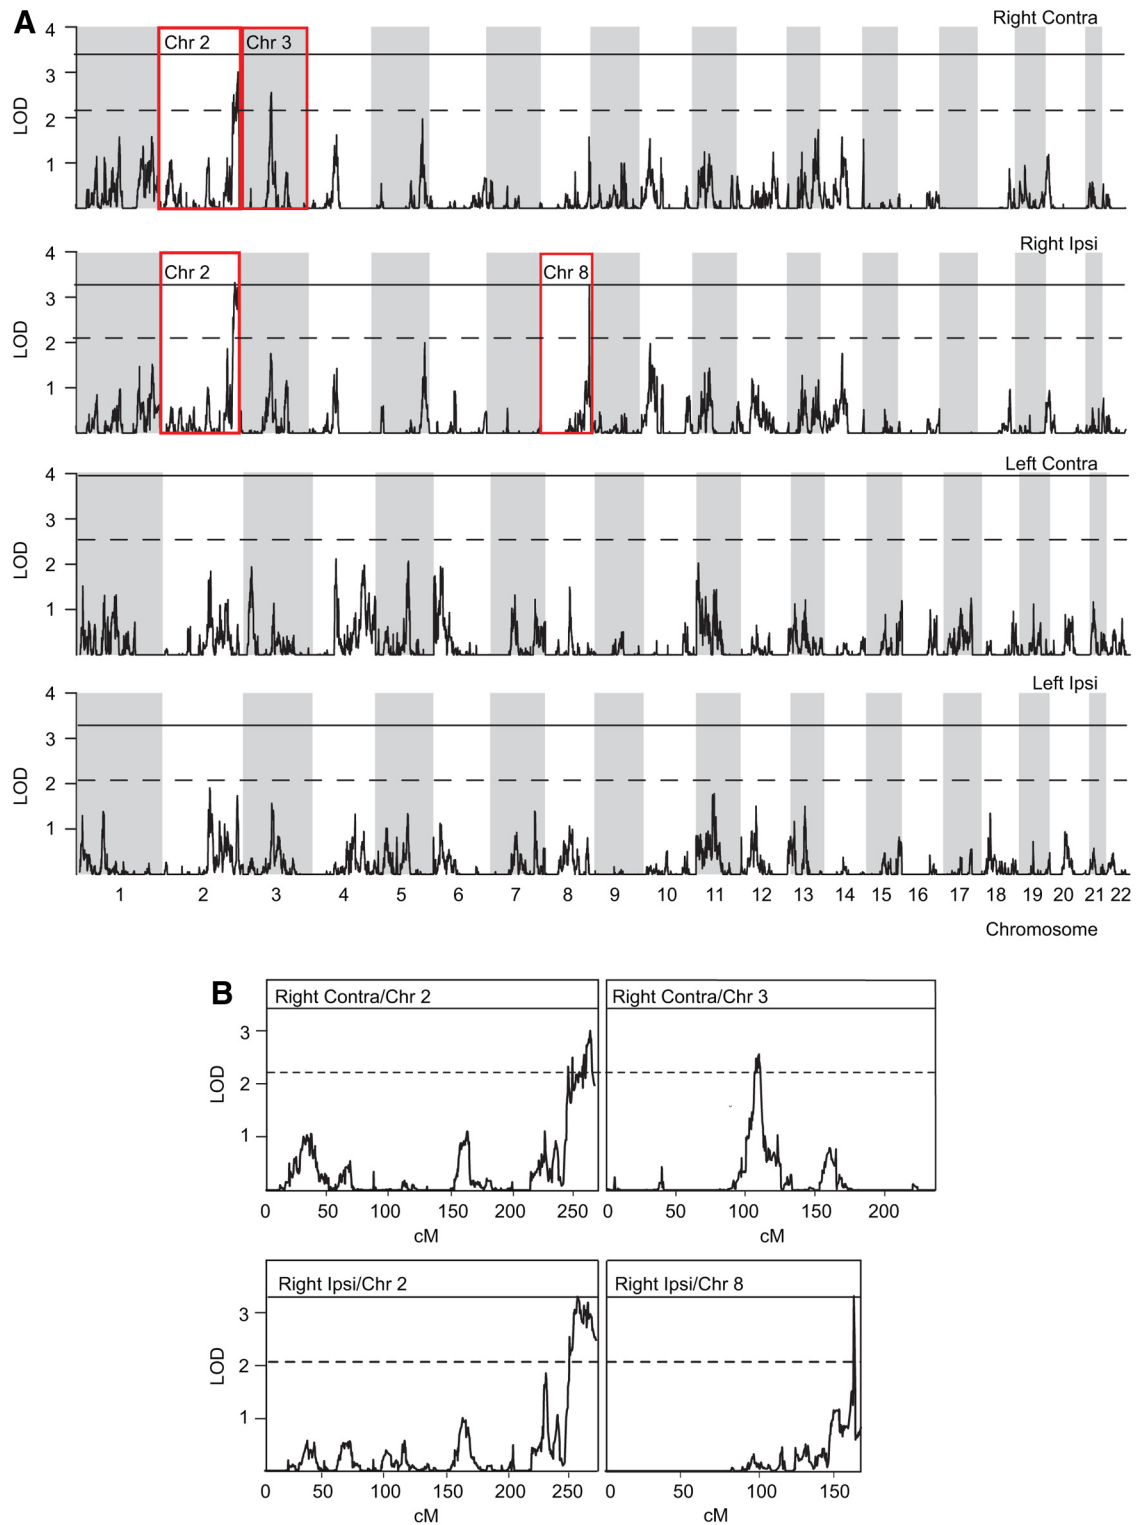 A
Right Contra
4
3
2
1
LOD
Chr 2
Chr 3
Right Ipsi
4
3
2
1
LOD
Chr 2
Chr 8
Left Contra
4
3
2
1
LOD
Left Ipsi
4
3
2
1
LOD
1 2 3 4 5 6 7 8 9 10 11 12 13 14 15 16 17 18 19 20 21 22
Chromosome
B
Right Contra/Chr 2
Right Contra/Chr 3
3
2
1
LOD
0 50 100 150 200 250
0 50 100 150 200
cM
cM
Right Ipsi/Chr 2
Right Ipsi/Chr 8
3
2
1
LOD
0 50 100 150 200 250
0 50 100 150
cM
cM